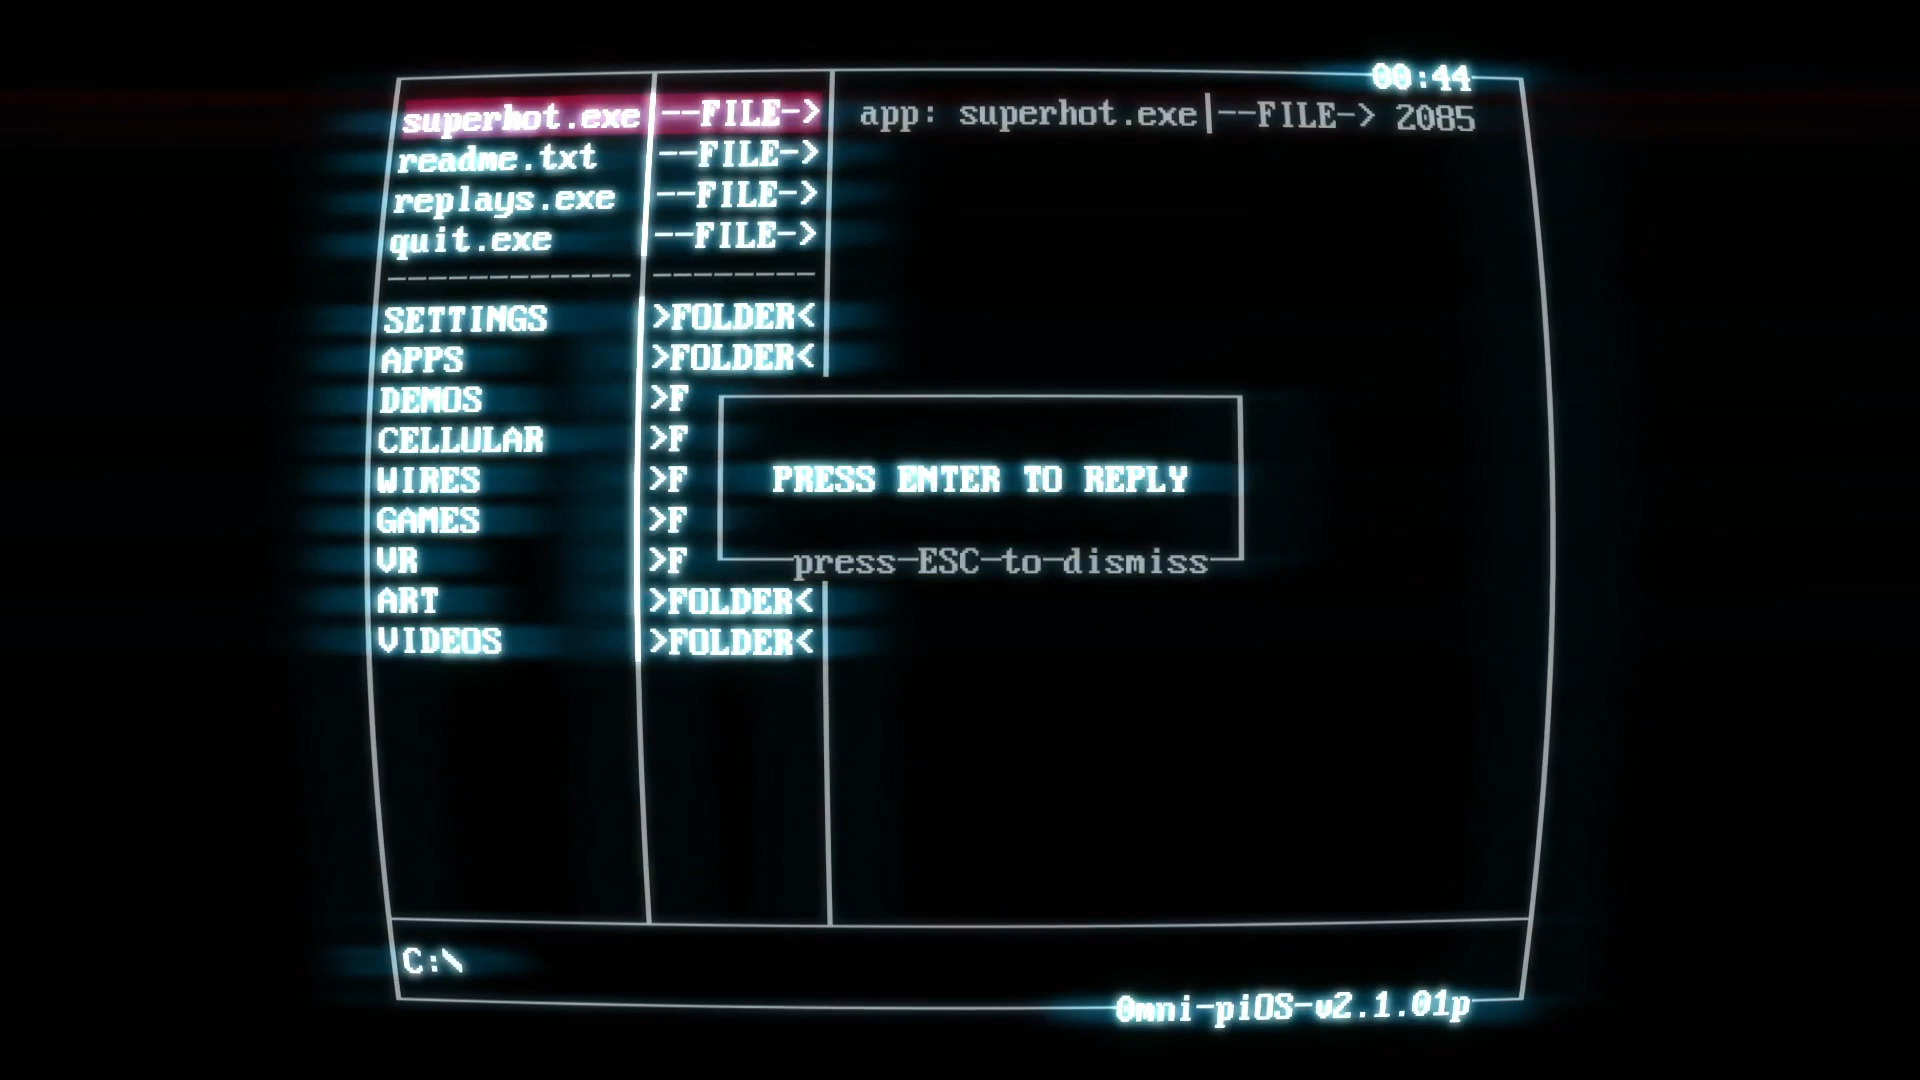 00:44
superhot.exe --FILE-> app: superhot.exe|--FILE-> 2085
readme.txt --FILE->
replays.exe --FILE->
quit.exe --FILE->
------------ --------
SETTINGS >FOLDER<
APPS >FOLDER<
DEMOS >F
CELLULAR >F
WIRES >F
PRESS ENTER TO REPLY
GAMES >F
VR >F
press-ESC-to-dismiss
ART >FOLDER<
VIDEOS >FOLDER<
C:\
0mni-piOS-v2.1.01p